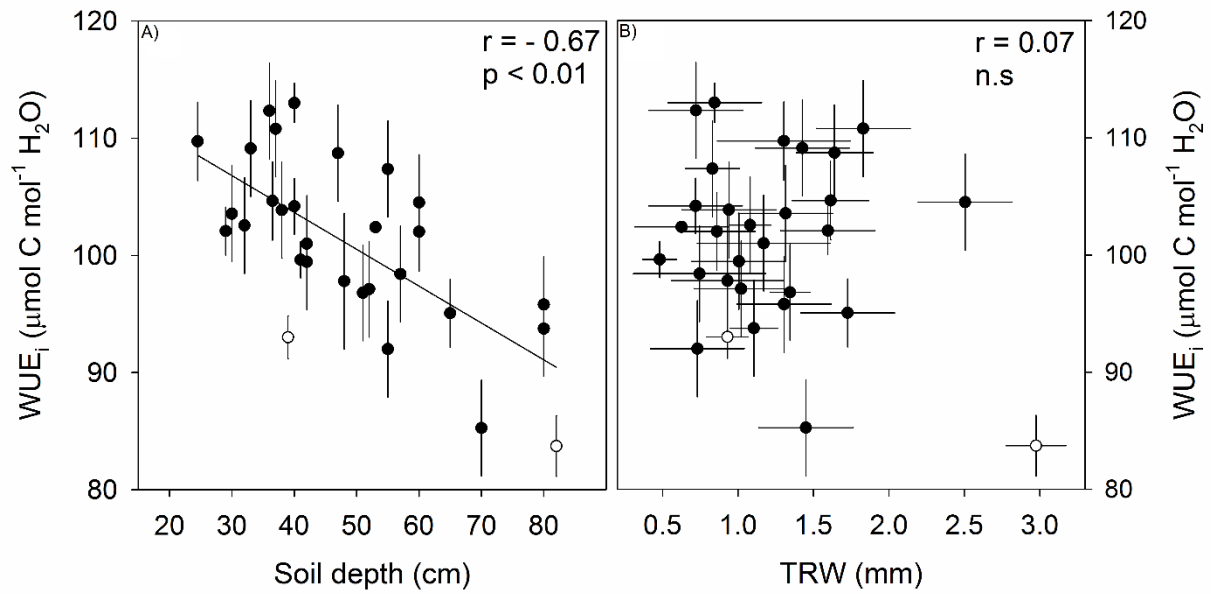 A)
r = - 0.67
p < 0.01
120
110
100
90
80
WUEi (μmol C mol⁻¹ H₂O)
20 30 40 50 60 70 80
Soil depth (cm)
B)
r = 0.07
n.s
0.5 1.0 1.5 2.0 2.5 3.0
TRW (mm)
120
110
100
90
80
WUEi (μmol C mol⁻¹ H₂O)